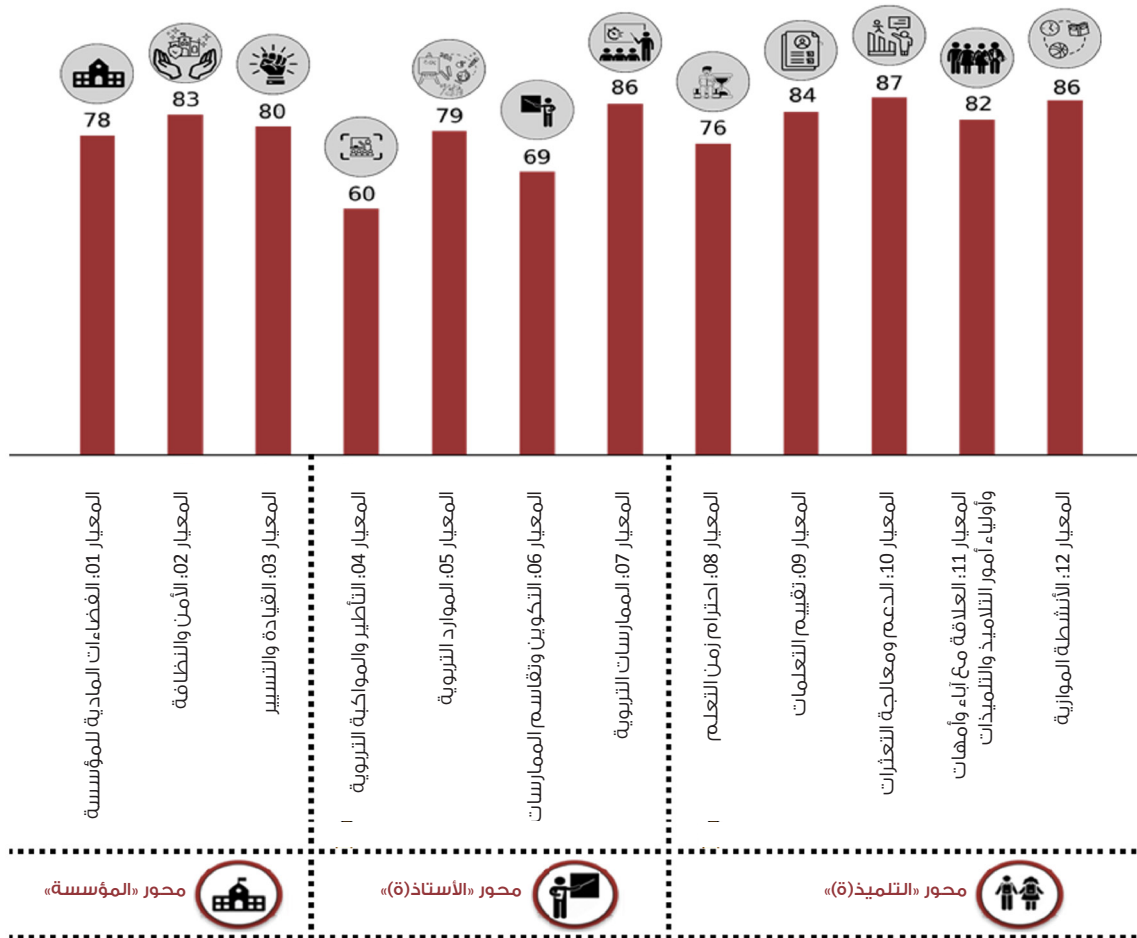 78
83
80
60
79
69
86
76
84
87
82
86
المعيار 01: الفضاءات المادية للمؤسسة
المعيار 02: الأمن والنظافة
المعيار 03: القيادة والتسيير
المعيار 04: التأطير والمواكبة التربوية
المعيار 05: الموارد التربوية
المعيار 06: التكوين وتقاسم الممارسات
المعيار 07: الممارسات التربوية
المعيار 08: احترام زمن التعلم
المعيار 09: تقييم التعلمات
المعيار 10: الدعم ومعالجة التعثرات
المعيار 11: العلاقة مع آباء وأمهات
وأولياء أمور التلاميذ والتلميذات
المعيار 12: الأنشطة الموازية
محور «المؤسسة»
محور «الأستاذ(ة)»
محور «التلميذ(ة)»